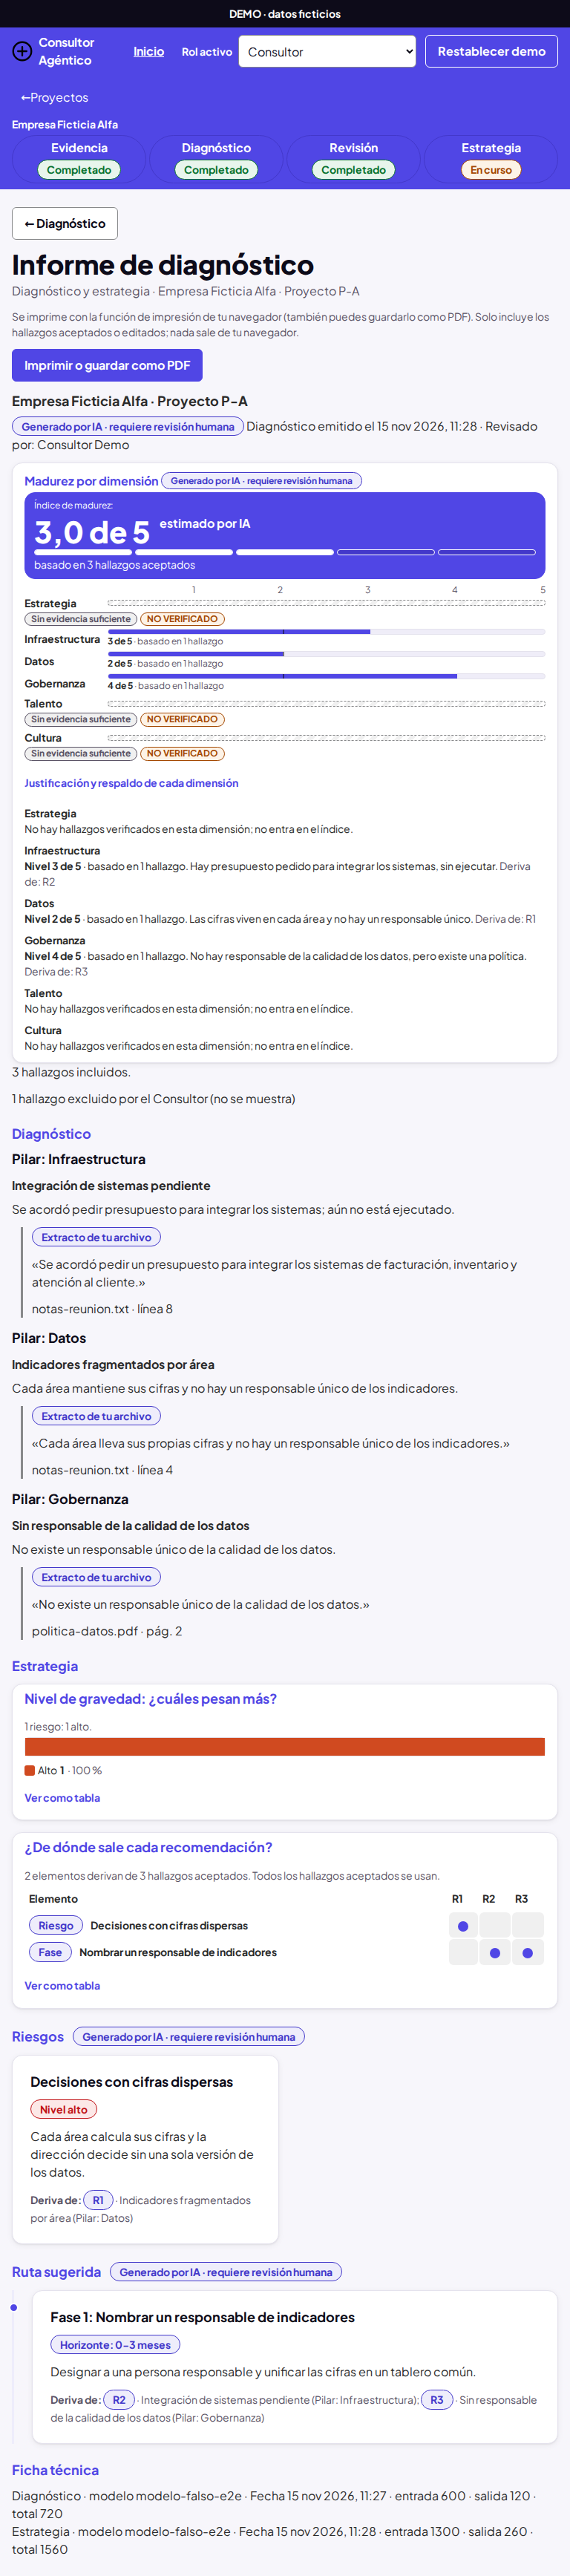 DEMO · datos ficticios
Consultor Agéntico
Inicio
Rol activo
Consultor
Restablecer demo
←Proyectos
Empresa Ficticia Alfa
Evidencia
Completado
Diagnóstico
Completado
Revisión
Completado
Estrategia
En curso
← Diagnóstico
Informe de diagnóstico
Diagnóstico y estrategia · Empresa Ficticia Alfa · Proyecto P-A
Se imprime con la función de impresión de tu navegador (también puedes guardarlo como PDF). Solo incluye los
hallazgos aceptados o editados; nada sale de tu navegador.
Imprimir o guardar como PDF
Empresa Ficticia Alfa · Proyecto P-A
Generado por IA · requiere revisión humana Diagnóstico emitido el 15 nov 2026, 11:28 · Revisado
por: Consultor Demo
Madurez por dimensión Generado por IA · requiere revisión humana
Índice de madurez:
3,0 de 5 estimado por IA
basado en 3 hallazgos aceptados
1 2 3 4 5
Estrategia
Sin evidencia suficiente NO VERIFICADO
Infraestructura
3 de 5 · basado en 1 hallazgo
Datos
2 de 5 · basado en 1 hallazgo
Gobernanza
4 de 5 · basado en 1 hallazgo
Talento
Sin evidencia suficiente NO VERIFICADO
Cultura
Sin evidencia suficiente NO VERIFICADO
Justificación y respaldo de cada dimensión
Estrategia
No hay hallazgos verificados en esta dimensión; no entra en el índice.
Infraestructura
Nivel 3 de 5 · basado en 1 hallazgo. Hay presupuesto pedido para integrar los sistemas, sin ejecutar. Deriva
de: R2
Datos
Nivel 2 de 5 · basado en 1 hallazgo. Las cifras viven en cada área y no hay un responsable único. Deriva de: R1
Gobernanza
Nivel 4 de 5 · basado en 1 hallazgo. No hay responsable de la calidad de los datos, pero existe una política.
Deriva de: R3
Talento
No hay hallazgos verificados en esta dimensión; no entra en el índice.
Cultura
No hay hallazgos verificados en esta dimensión; no entra en el índice.
3 hallazgos incluidos.
1 hallazgo excluido por el Consultor (no se muestra)
Diagnóstico
Pilar: Infraestructura
Integración de sistemas pendiente
Se acordó pedir presupuesto para integrar los sistemas; aún no está ejecutado.
Extracto de tu archivo
«Se acordó pedir un presupuesto para integrar los sistemas de facturación, inventario y
atención al cliente.»
notas-reunion.txt · línea 8
Pilar: Datos
Indicadores fragmentados por área
Cada área mantiene sus cifras y no hay un responsable único de los indicadores.
Extracto de tu archivo
«Cada área lleva sus propias cifras y no hay un responsable único de los indicadores.»
notas-reunion.txt · línea 4
Pilar: Gobernanza
Sin responsable de la calidad de los datos
No existe un responsable único de la calidad de los datos.
Extracto de tu archivo
«No existe un responsable único de la calidad de los datos.»
politica-datos.pdf · pág. 2
Estrategia
Nivel de gravedad: ¿cuáles pesan más?
1 riesgo: 1 alto.
Alto 1 · 100 %
Ver como tabla
¿De dónde sale cada recomendación?
2 elementos derivan de 3 hallazgos aceptados. Todos los hallazgos aceptados se usan.
Elemento R1 R2 R3
Riesgo Decisiones con cifras dispersas
Fase Nombrar un responsable de indicadores
Ver como tabla
Riesgos Generado por IA · requiere revisión humana
Decisiones con cifras dispersas
Nivel alto
Cada área calcula sus cifras y la
dirección decide sin una sola versión de
los datos.
Deriva de: R1 · Indicadores fragmentados
por área (Pilar: Datos)
Ruta sugerida Generado por IA · requiere revisión humana
Fase 1: Nombrar un responsable de indicadores
Horizonte: 0–3 meses
Designar a una persona responsable y unificar las cifras en un tablero común.
Deriva de: R2 · Integración de sistemas pendiente (Pilar: Infraestructura); R3 · Sin responsable
de la calidad de los datos (Pilar: Gobernanza)
Ficha técnica
Diagnóstico · modelo modelo-falso-e2e · Fecha 15 nov 2026, 11:27 · entrada 600 · salida 120 ·
total 720
Estrategia · modelo modelo-falso-e2e · Fecha 15 nov 2026, 11:28 · entrada 1300 · salida 260 ·
total 1560